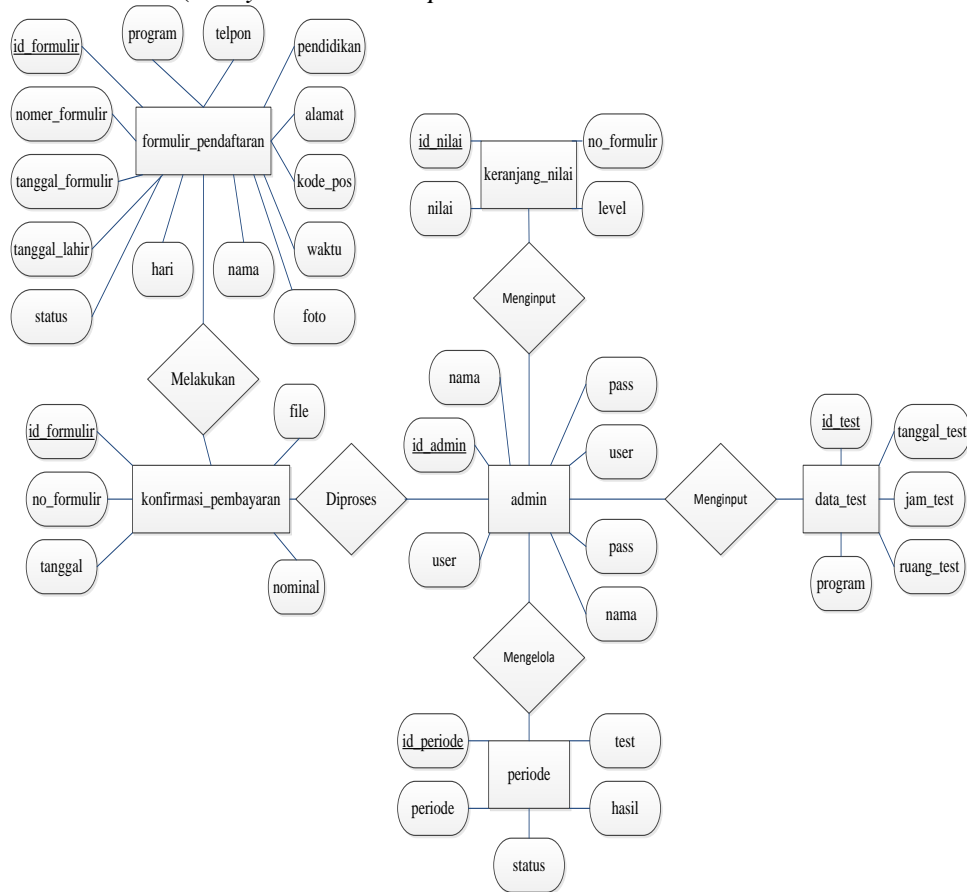 program
telpon
id_formulir
pendidikan
nomer_formulir
alamat
formulir_pendaftaran
tanggal_formulir
kode_pos
tanggal_lahir
hari
nama
waktu
status
foto
Melakukan
id_formulir
file
no_formulir
konfirmasi_pembayaran
tanggal
nominal
Diproses
id_nilai
no_formulir
keranjang_nilai
nilai
level
Menginput
nama
pass
id_admin
user
admin
user
pass
nama
Menginput
id_test
tanggal_test
data_test
jam_test
program
ruang_test
Mengelola
id_periode
test
periode
periode
hasil
status